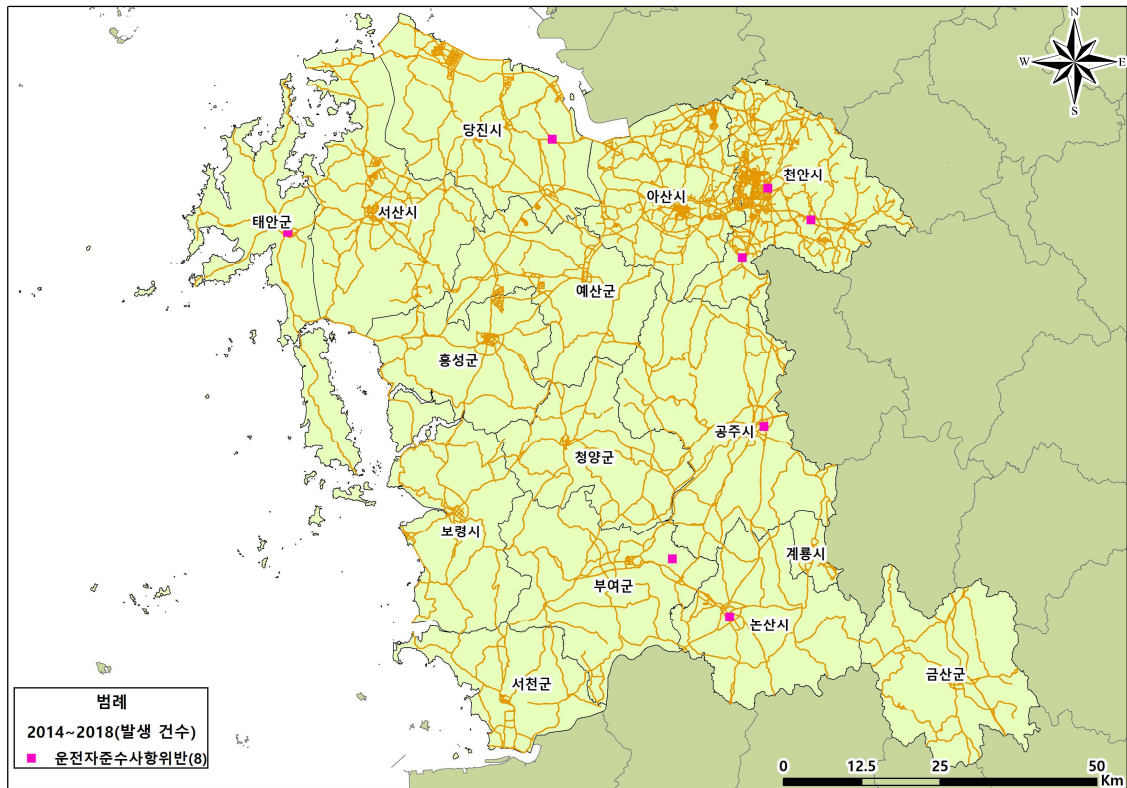 N
W E
S
당진시
천안시
아산시
서산시
태안군
예산군
홍성군
공주시
청양군
보령시
계룡시
부여군
논산시
금산군
서천군
범례
2014~2018(발생 건수)
운전자준수사항위반(8)
0 12.5 25 50
Km